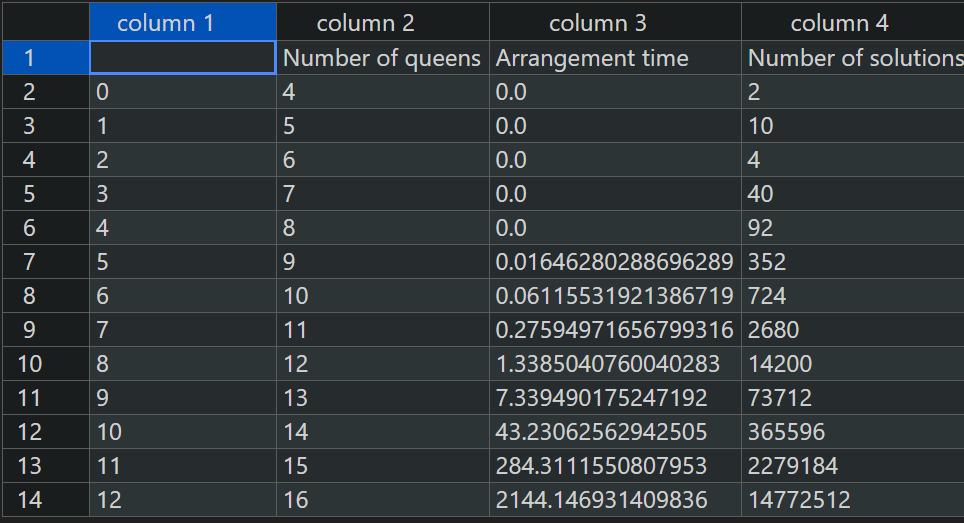 column 1 column 2 column 3 column 4
1 Number of queens Arrangement time Number of solutions
2 0 4 0.0 2
3 1 5 0.0 10
4 2 6 0.0 4
5 3 7 0.0 40
6 4 8 0.0 92
7 5 9 0.016462802886962​89 352
8 6 10 0.06115531921386719 724
9 7 11 0.27594971656799316 2680
10 8 12 1.3385040760040283 14200
11 9 13 7.339490175247192 73712
12 10 14 43.23062562942505 365596
13 11 15 284.3111550807953 2279184
14 12 16 2144.146931409836 14772512